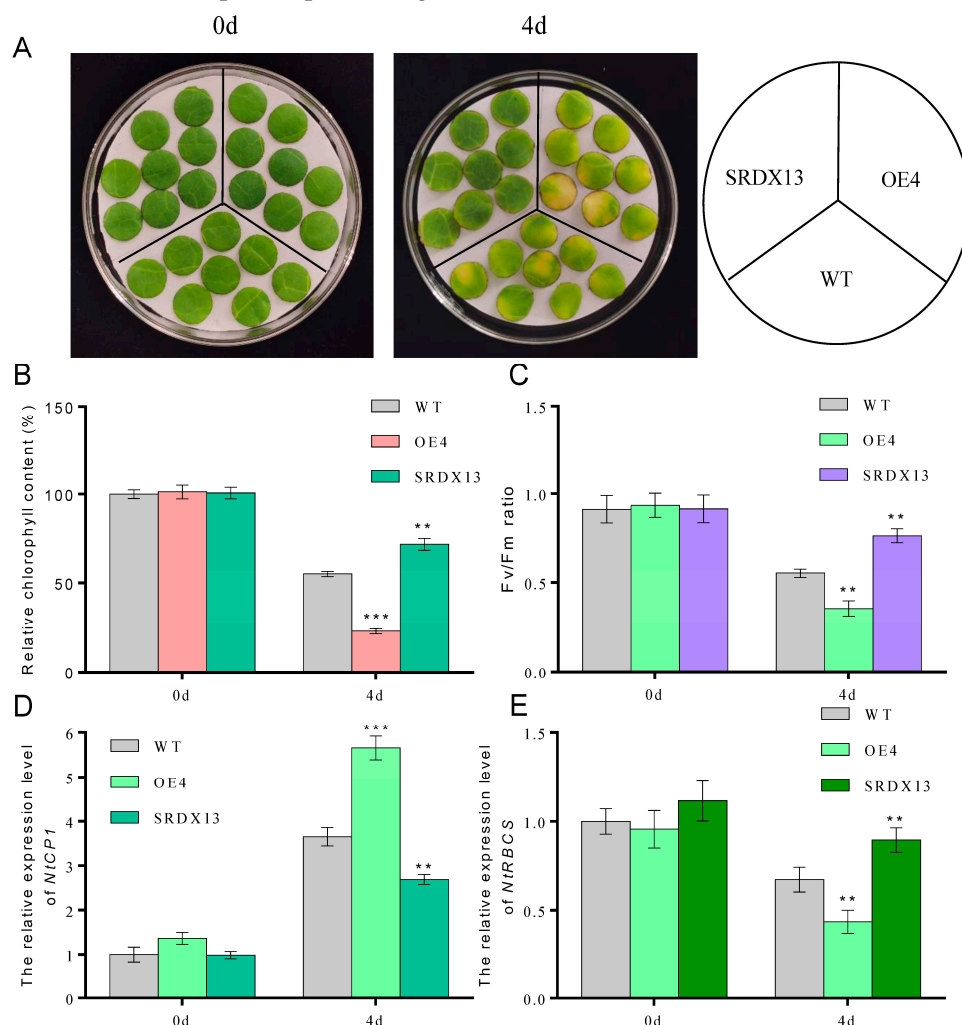 0d
4d
A
SRDX13
OE4
WT
B
Relative chlorophyll content (%)
150
100
50
0
WT
OE4
SRDX13
**
***
0d
4d
C
Fv/Fm ratio
1.5
1.0
0.5
0.0
WT
OE4
SRDX13
**
**
0d
4d
D
The relative expression level
of NtCP1
6
5
4
3
2
1
0
WT
OE4
SRDX13
***
**
0d
4d
E
The relative expression level
of NtRBCS
1.5
1.0
0.5
0.0
WT
OE4
SRDX13
**
**
0d
4d